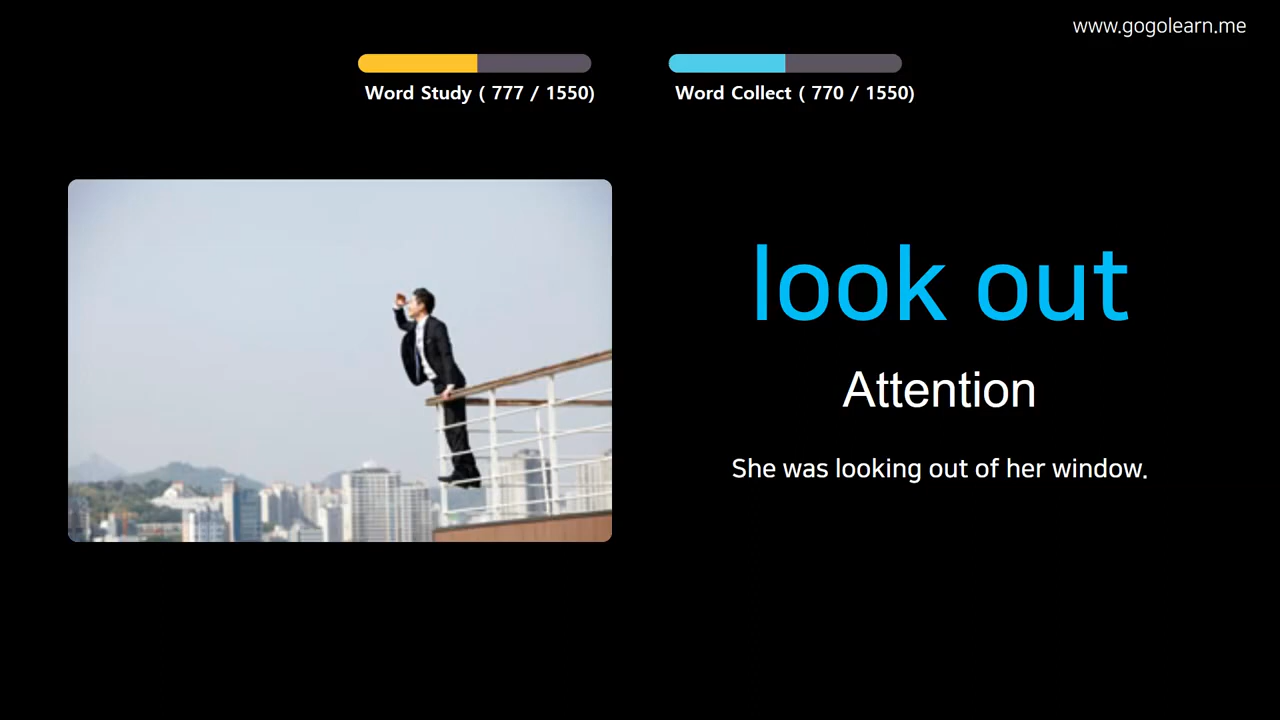 www.gogolearn.me
Word Study ( 777 / 1550)
Word Collect ( 770 / 1550)
look out
Attention
She was looking out of her window.